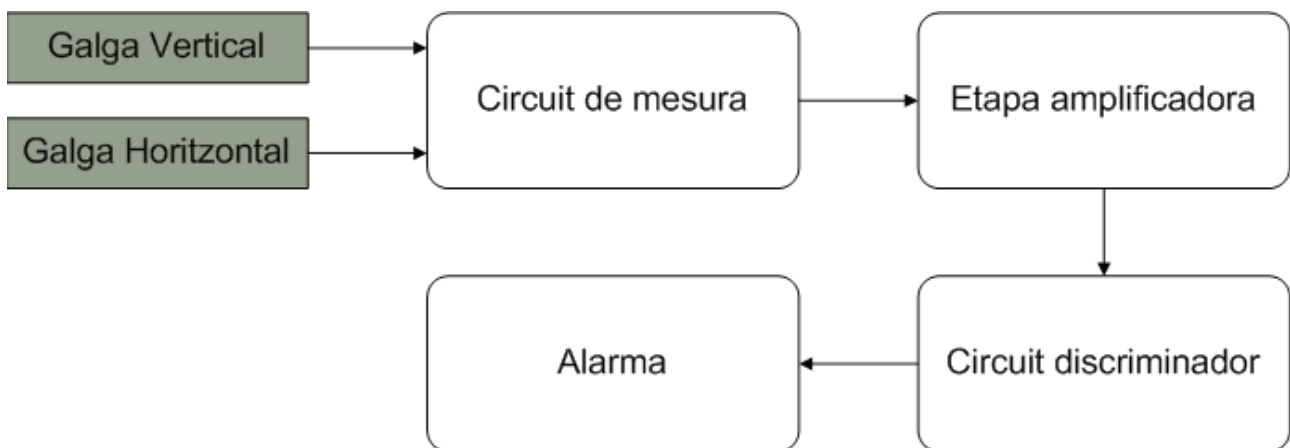 Galga Vertical
Galga Horitzontal
Circuit de mesura
Etapa amplificadora
Alarma
Circuit discriminador